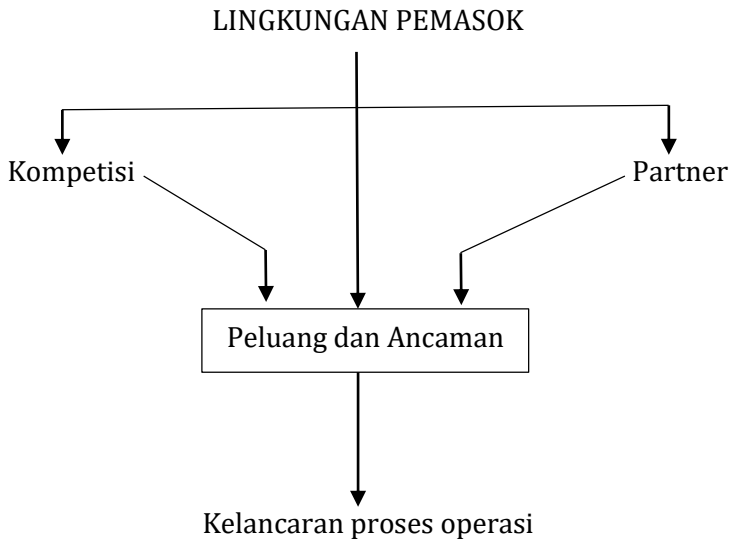 LINGKUNGAN PEMASOK
Kompetisi
Partner
Peluang dan Ancaman
Kelancaran proses operasi